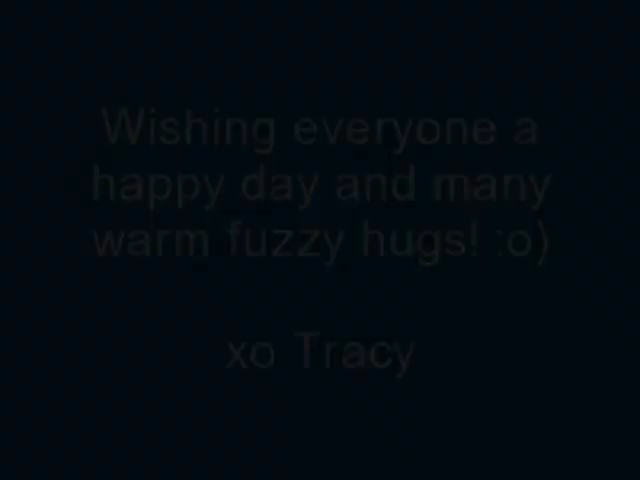 Wishing everyone a
happy day and many
warm fuzzy hugs! :o)
xo Tracy